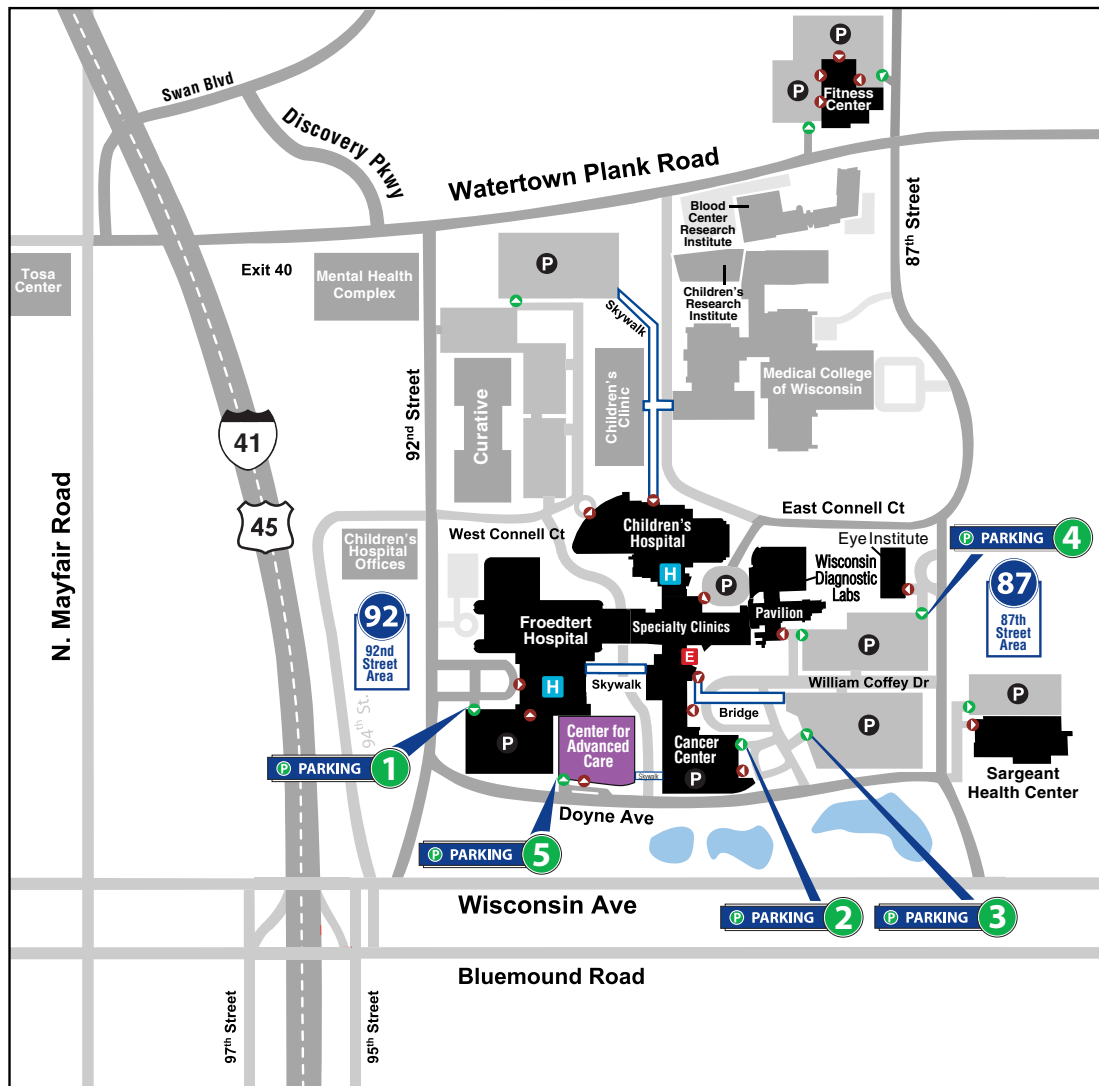 Swan Blvd
Discovery Pkwy
Watertown Plank Road
P
P
Fitness
Center
87th Street
Blood
Center
Research
Institute
Children's
Research
Institute
Tosa
Center
Exit 40
Mental Health
Complex
P
Skywalk
Children's
Clinic
Medical College
of Wisconsin
Curative
92nd Street
41
45
N. Mayfair Road
West Connell Ct
East Connell Ct
Children's
Hospital
H
Children's
Hospital
Offices
Eye Institute
Wisconsin
Diagnostic
Labs
P PARKING 4
87
87th
Street
Area
92
92nd
Street
Area
P
Pavilion
Froedtert
Hospital
Specialty Clinics
E
H
Skywalk
P
William Coffey Dr
Bridge
P
P
Sargeant
Health Center
94th St.
P PARKING 1
P
Center for
Advanced
Care
Skywalk
Cancer
Center
P
Doyne Ave
P PARKING 5
P PARKING 2
P PARKING 3
Wisconsin Ave
Bluemound Road
97th Street
95th Street